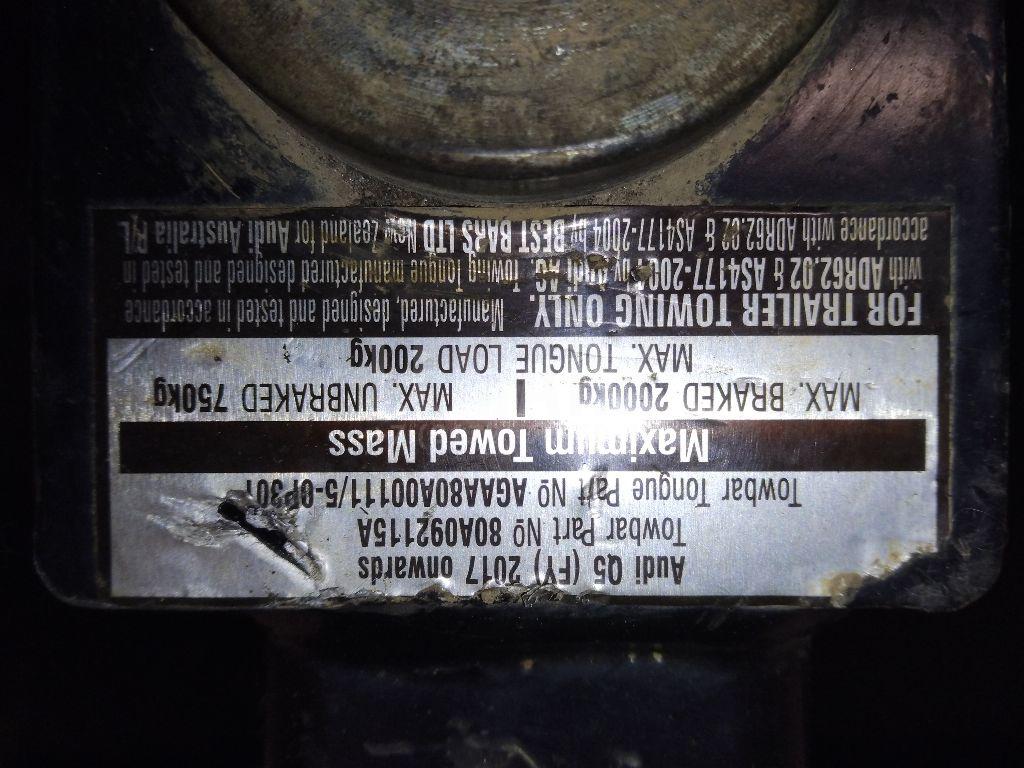 Audi Q5 (FY) 2017 onwards
Towbar Part Nº 80A092115A
Towbar Tongue Part Nº AGAA80A00111/5-0P301
Maximum Towed Mass
MAX. BRAKED 2000kg | MAX. UNBRAKED 750kg
MAX. TONGUE LOAD 200kg
FOR TRAILER TOWING ONLY. Manufactured, designed and tested in accordance
with ADR62.02 & AS4177-2004 by Audi AG. Towing Tongue manufactured designed and tested in
accordance with ADR62.02 & AS4177-2004 by BEST BARS LTD New Zealand for Audi Australia P/L